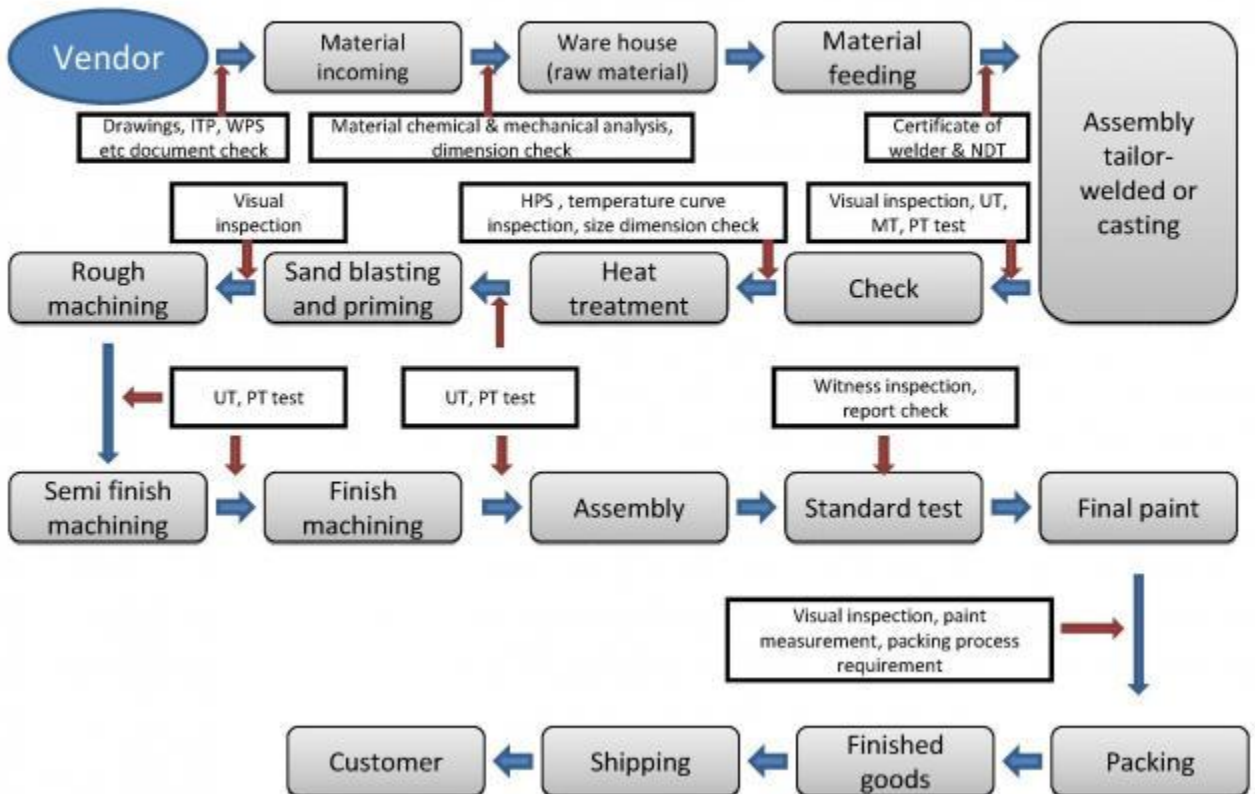 Vendor
Material
incoming
Ware house
(raw material)
Material
feeding
Assembly
tailor-
welded or
casting
Drawings, ITP, WPS
etc document check
Material chemical & mechanical analysis,
dimension check
Certificate of
welder & NDT
Visual
inspection
HPS , temperature curve
inspection, size dimension check
Visual inspection, UT,
MT, PT test
Rough
machining
Sand blasting
and priming
Heat
treatment
Check
UT, PT test
UT, PT test
Witness inspection,
report check
Semi finish
machining
Finish
machining
Assembly
Standard test
Final paint
Visual inspection, paint
measurement, packing process
requirement
Customer
Shipping
Finished
goods
Packing